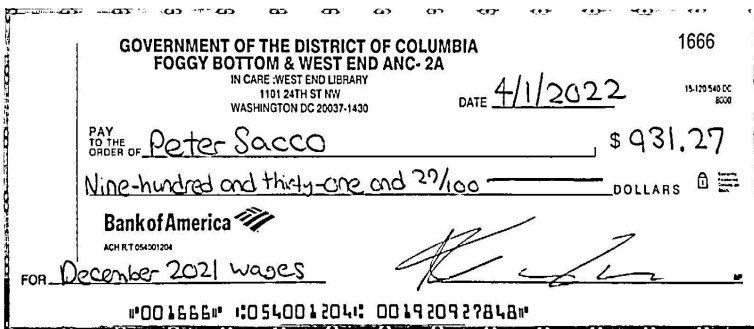 GOVERNMENT OF THE DISTRICT OF COLUMBIA
FOGGY BOTTOM & WEST END ANC- 2A
IN CARE :WEST END LIBRARY
1101 24TH ST NW
WASHINGTON DC 20037-1430
1666
15-120 540 DC
DATE 4/1/2022
PAY TO THE ORDER OF Peter Sacco $ 931.27
Nine-hundred and thirty-one and 27/100 DOLLARS
Bank of America
ACH R.T 054001204
FOR December 2021 wages
⑈001666⑈ ⑆054001204⑆ 001920927848⑈